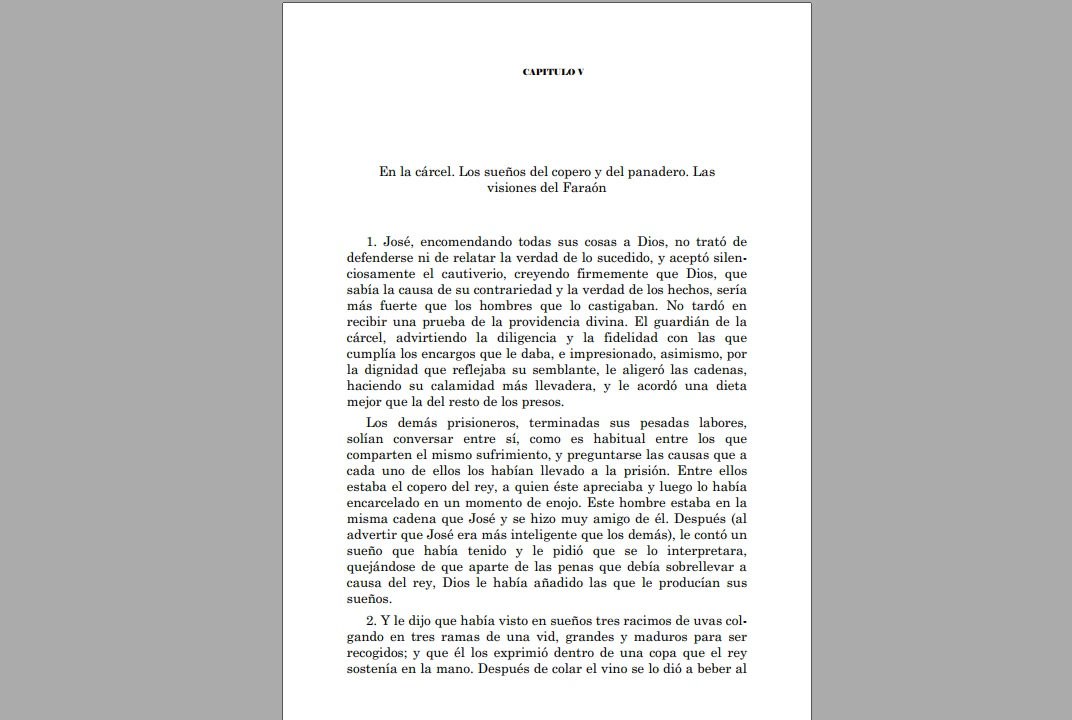 CAPITULO V
En la cárcel. Los sueños del copero y del panadero. Las
visiones del Faraón
1. José, encomendando todas sus cosas a Dios, no trató de
defenderse ni de relatar la verdad de lo sucedido, y aceptó silen-
ciosamente el cautiverio, creyendo firmemente que Dios, que
sabía la causa de su contrariedad y la verdad de los hechos, sería
más fuerte que los hombres que lo castigaban. No tardó en
recibir una prueba de la providencia divina. El guardián de la
cárcel, advirtiendo la diligencia y la fidelidad con las que
cumplía los encargos que le daba, e impresionado, asimismo, por
la dignidad que reflejaba su semblante, le aligeró las cadenas,
haciendo su calamidad más llevadera, y le acordó una dieta
mejor que la del resto de los presos.
Los demás prisioneros, terminadas sus pesadas labores,
solían conversar entre sí, como es habitual entre los que
comparten el mismo sufrimiento, y preguntarse las causas que a
cada uno de ellos los habían llevado a la prisión. Entre ellos
estaba el copero del rey, a quien éste apreciaba y luego lo había
encarcelado en un momento de enojo. Este hombre estaba en la
misma cadena que José y se hizo muy amigo de él. Después (al
advertir que José era más inteligente que los demás), le contó un
sueño que había tenido y le pidió que se lo interpretara,
quejándose de que aparte de las penas que debía sobrellevar a
causa del rey, Dios le había añadido las que le producían sus
sueños.
2. Y le dijo que había visto en sueños tres racimos de uvas col-
gando en tres ramas de una vid, grandes y maduros para ser
recogidos; y que él los exprimió dentro de una copa que el rey
sostenía en la mano. Después de colar el vino se lo dió a beber al